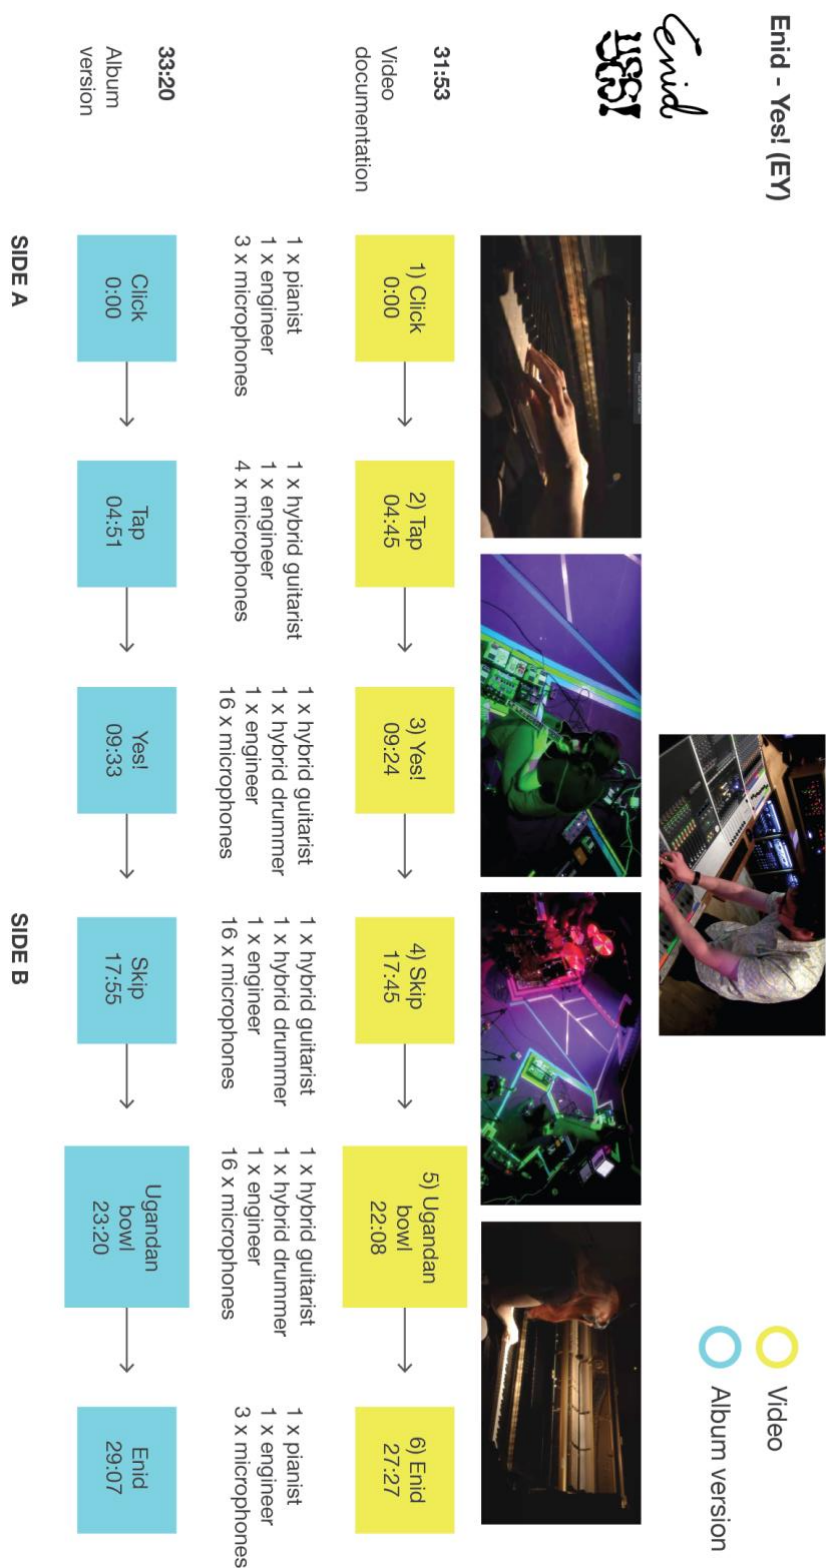 Enid - Yes! (EY)
Enid
YES!
Video
Album version
31:53
Video
documentation
1) Click
0:00
2) Tap
04:45
3) Yes!
09:24
4) Skip
17:45
5) Ugandan
bowl
22:08
6) Enid
27:27
1 x pianist
1 x engineer
3 x microphones
1 x hybrid guitarist
1 x engineer
4 x microphones
1 x hybrid guitarist
1 x hybrid drummer
1 x engineer
16 x microphones
1 x hybrid guitarist
1 x hybrid drummer
1 x engineer
16 x microphones
1 x hybrid guitarist
1 x hybrid drummer
1 x engineer
16 x microphones
1 x pianist
1 x engineer
3 x microphones
33:20
Album
version
Click
0:00
Tap
04:51
Yes!
09:33
Skip
17:55
Ugandan
bowl
23:20
Enid
29:07
SIDE A
SIDE B